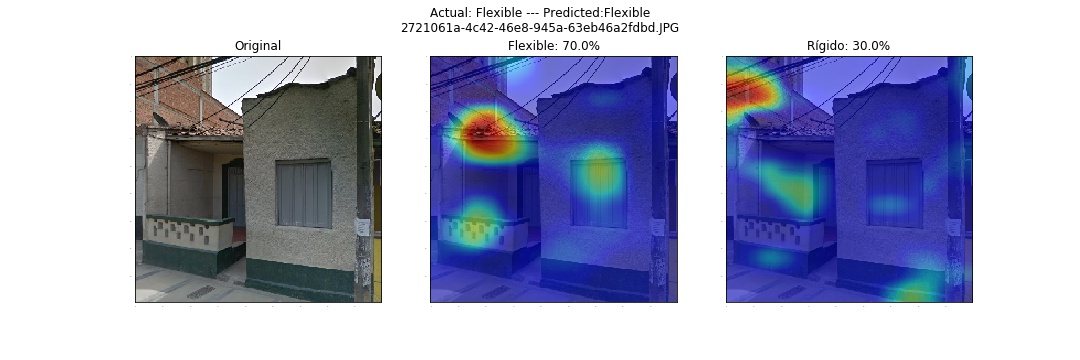 Actual: Flexible --- Predicted:Flexible
2721061a-4c42-46e8-945a-63eb46a2fdbd.JPG
Original
Flexible: 70.0%
Rígido: 30.0%